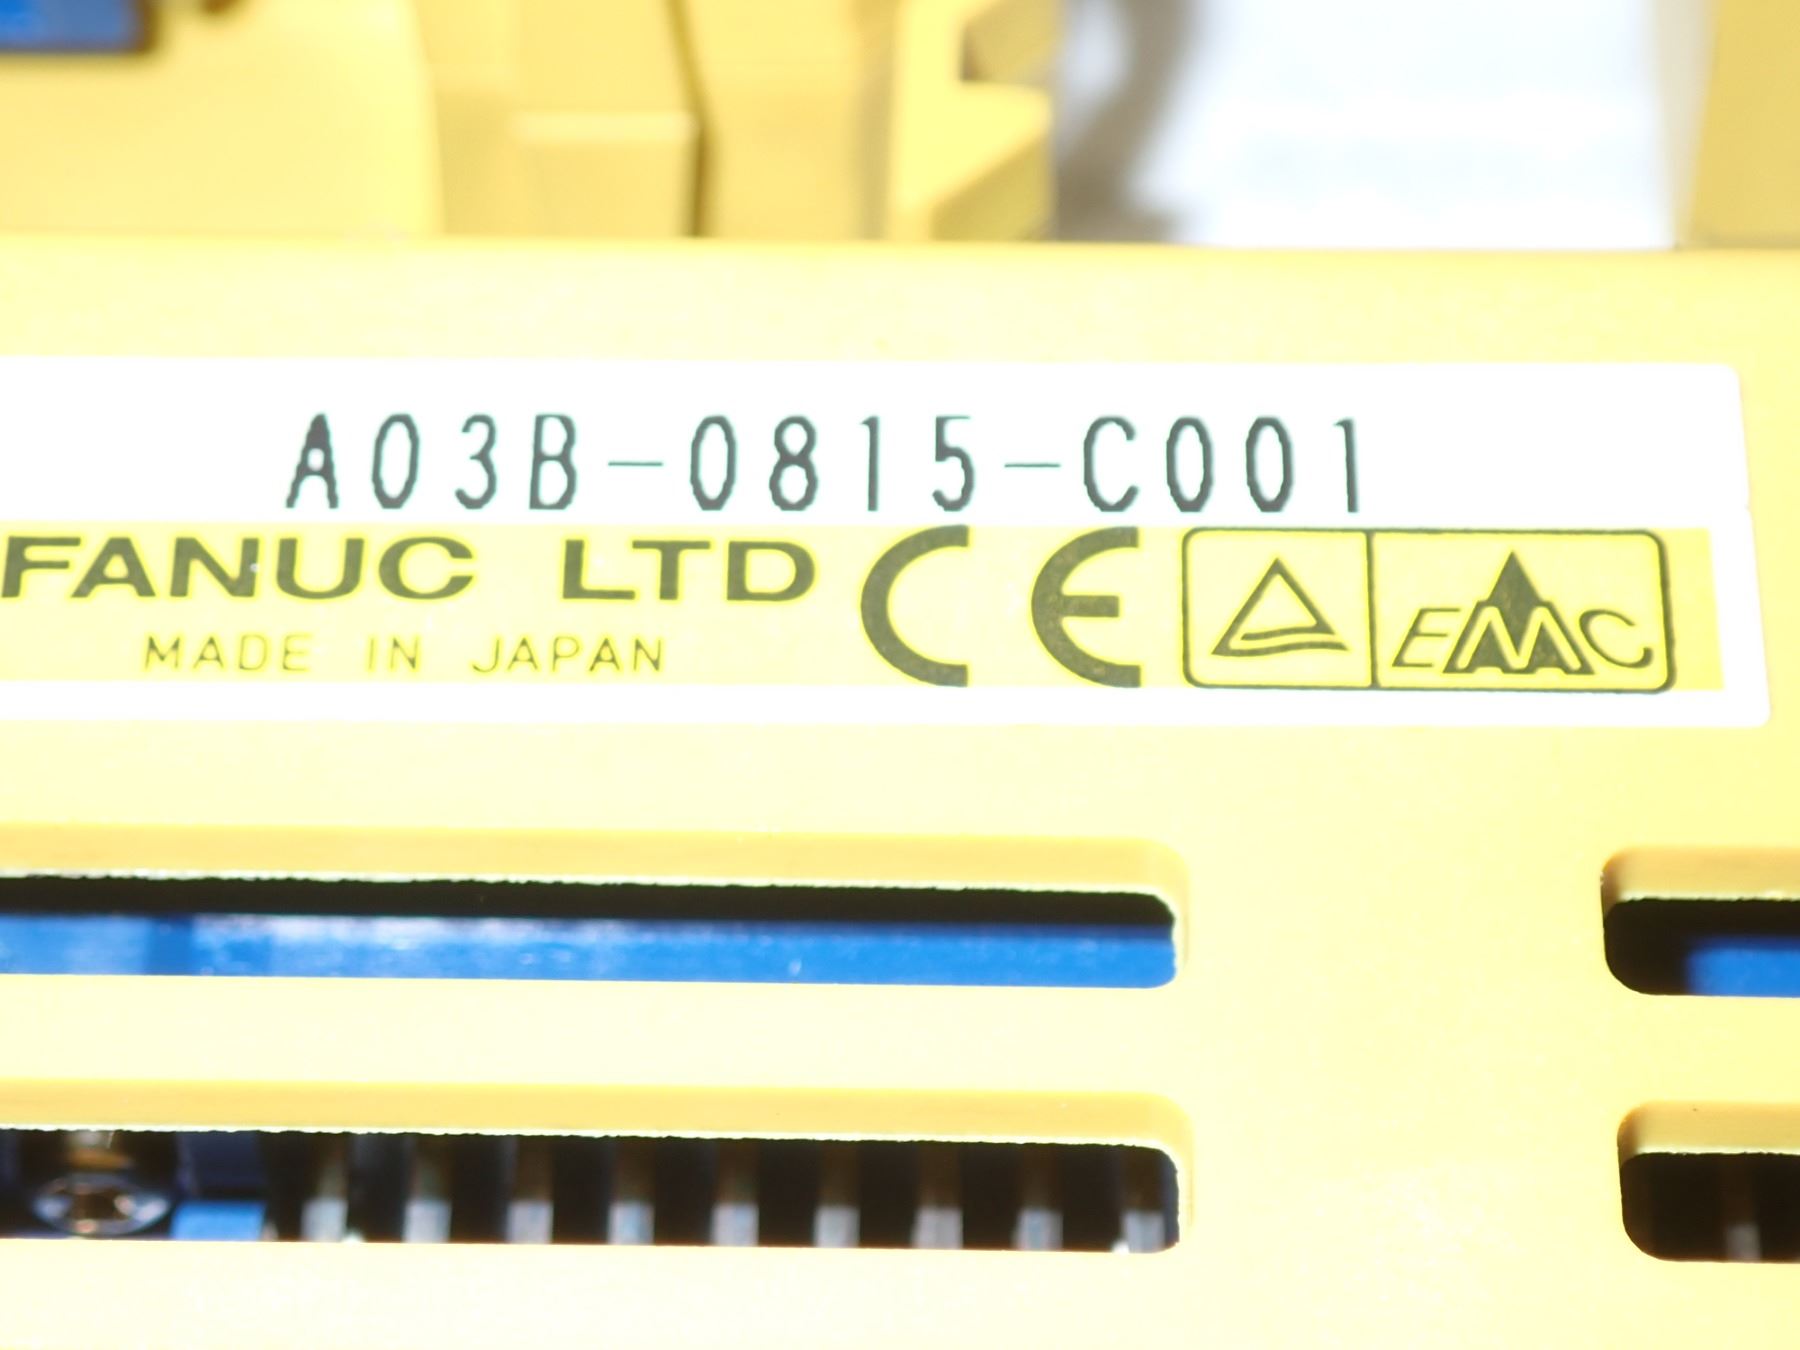 A03B-0815-C001
FANUC LTD CE EMC
MADE IN JAPAN